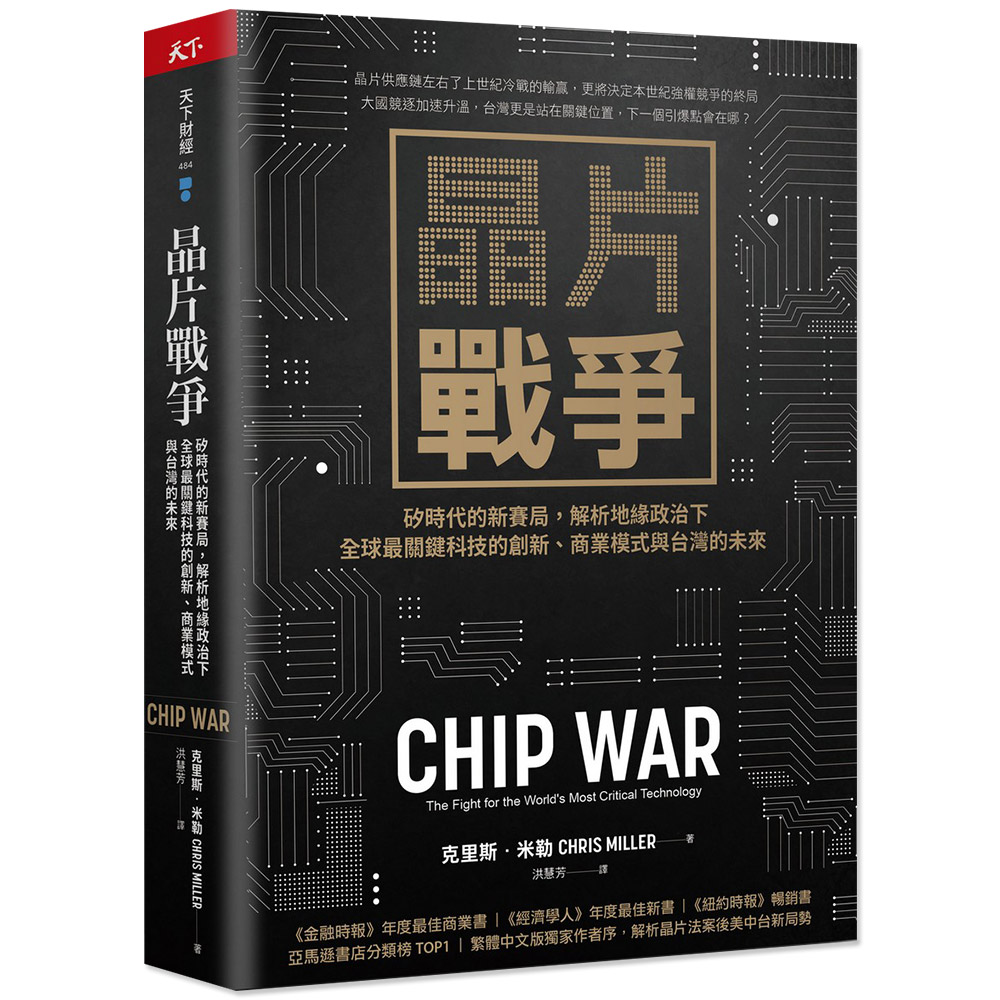 天下
天下財經
484
晶片戰爭
矽時代的新賽局，解析地緣政治下
全球最關鍵科技的創新、商業模式
與台灣的未來
CHIP WAR
克里斯．米勒 CHRIS MILLER——著
洪慧芳——譯
晶片供應鏈左右了上世紀冷戰的輸贏，更將決定本世紀強權競爭的終局
大國競逐加速升溫，台灣更是站在關鍵位置，下一個引爆點會在哪？
晶片
戰爭
矽時代的新賽局，解析地緣政治下
全球最關鍵科技的創新、商業模式與台灣的未來
CHIP WAR
The Fight for the World's Most Critical Technology
克里斯．米勒 CHRIS MILLER——著
洪慧芳——譯
《金融時報》年度最佳商業書｜《經濟學人》年度最佳新書｜《紐約時報》暢銷書
亞馬遜書店分類榜 TOP1｜繁體中文版獨家作者序，解析晶片法案後美中台新局勢